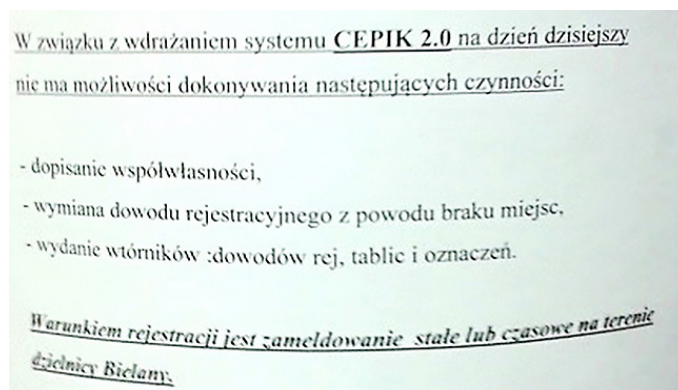 W związku z wdrażaniem systemu CEPIK 2.0 na dzień dzisiejszy
nie ma możliwości dokonywania następujących czynności:
- dopisanie współwłasności,
- wymiana dowodu rejestracyjnego z powodu braku miejsc,
- wydanie wtórników :dowodów rej, tablic i oznaczeń.
Warunkiem rejestracji jest zameldowanie stałe lub czasowe na terenie
dzielnicy Bielany.